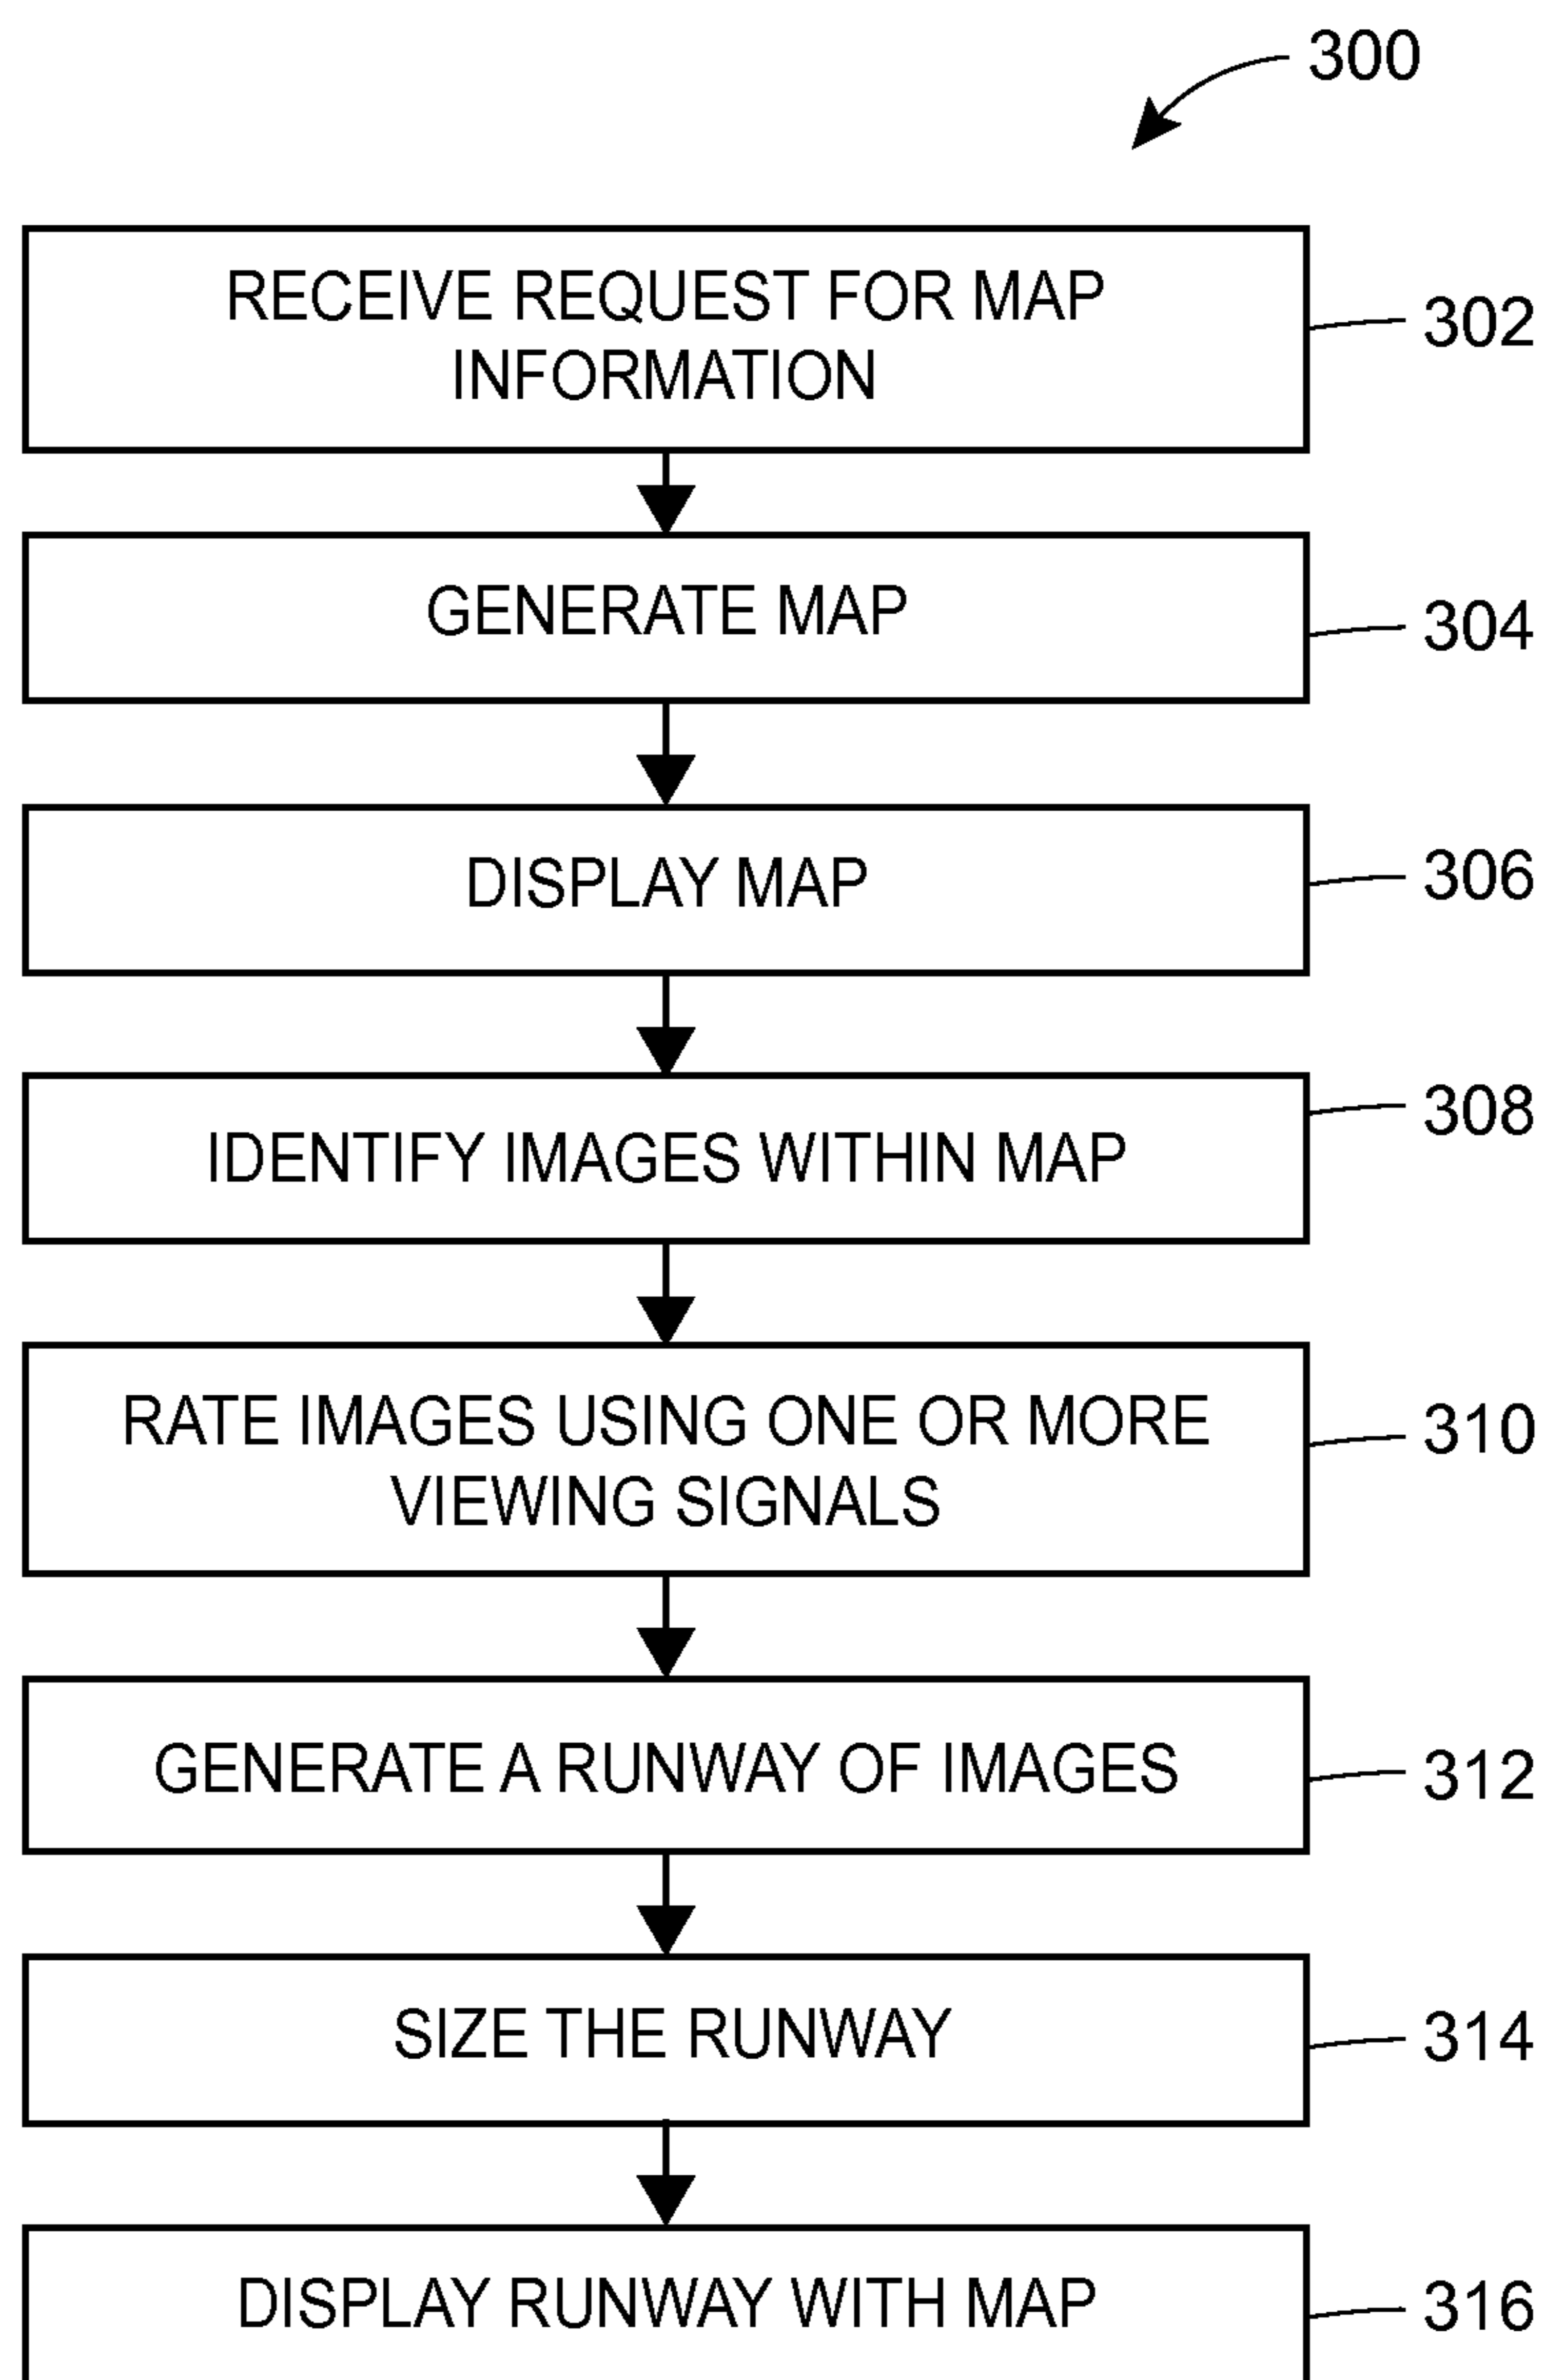 300
RECEIVE REQUEST FOR MAP
INFORMATION
302
GENERATE MAP
304
DISPLAY MAP
306
IDENTIFY IMAGES WITHIN MAP
308
RATE IMAGES USING ONE OR MORE
VIEWING SIGNALS
310
GENERATE A RUNWAY OF IMAGES
312
SIZE THE RUNWAY
314
DISPLAY RUNWAY WITH MAP
316